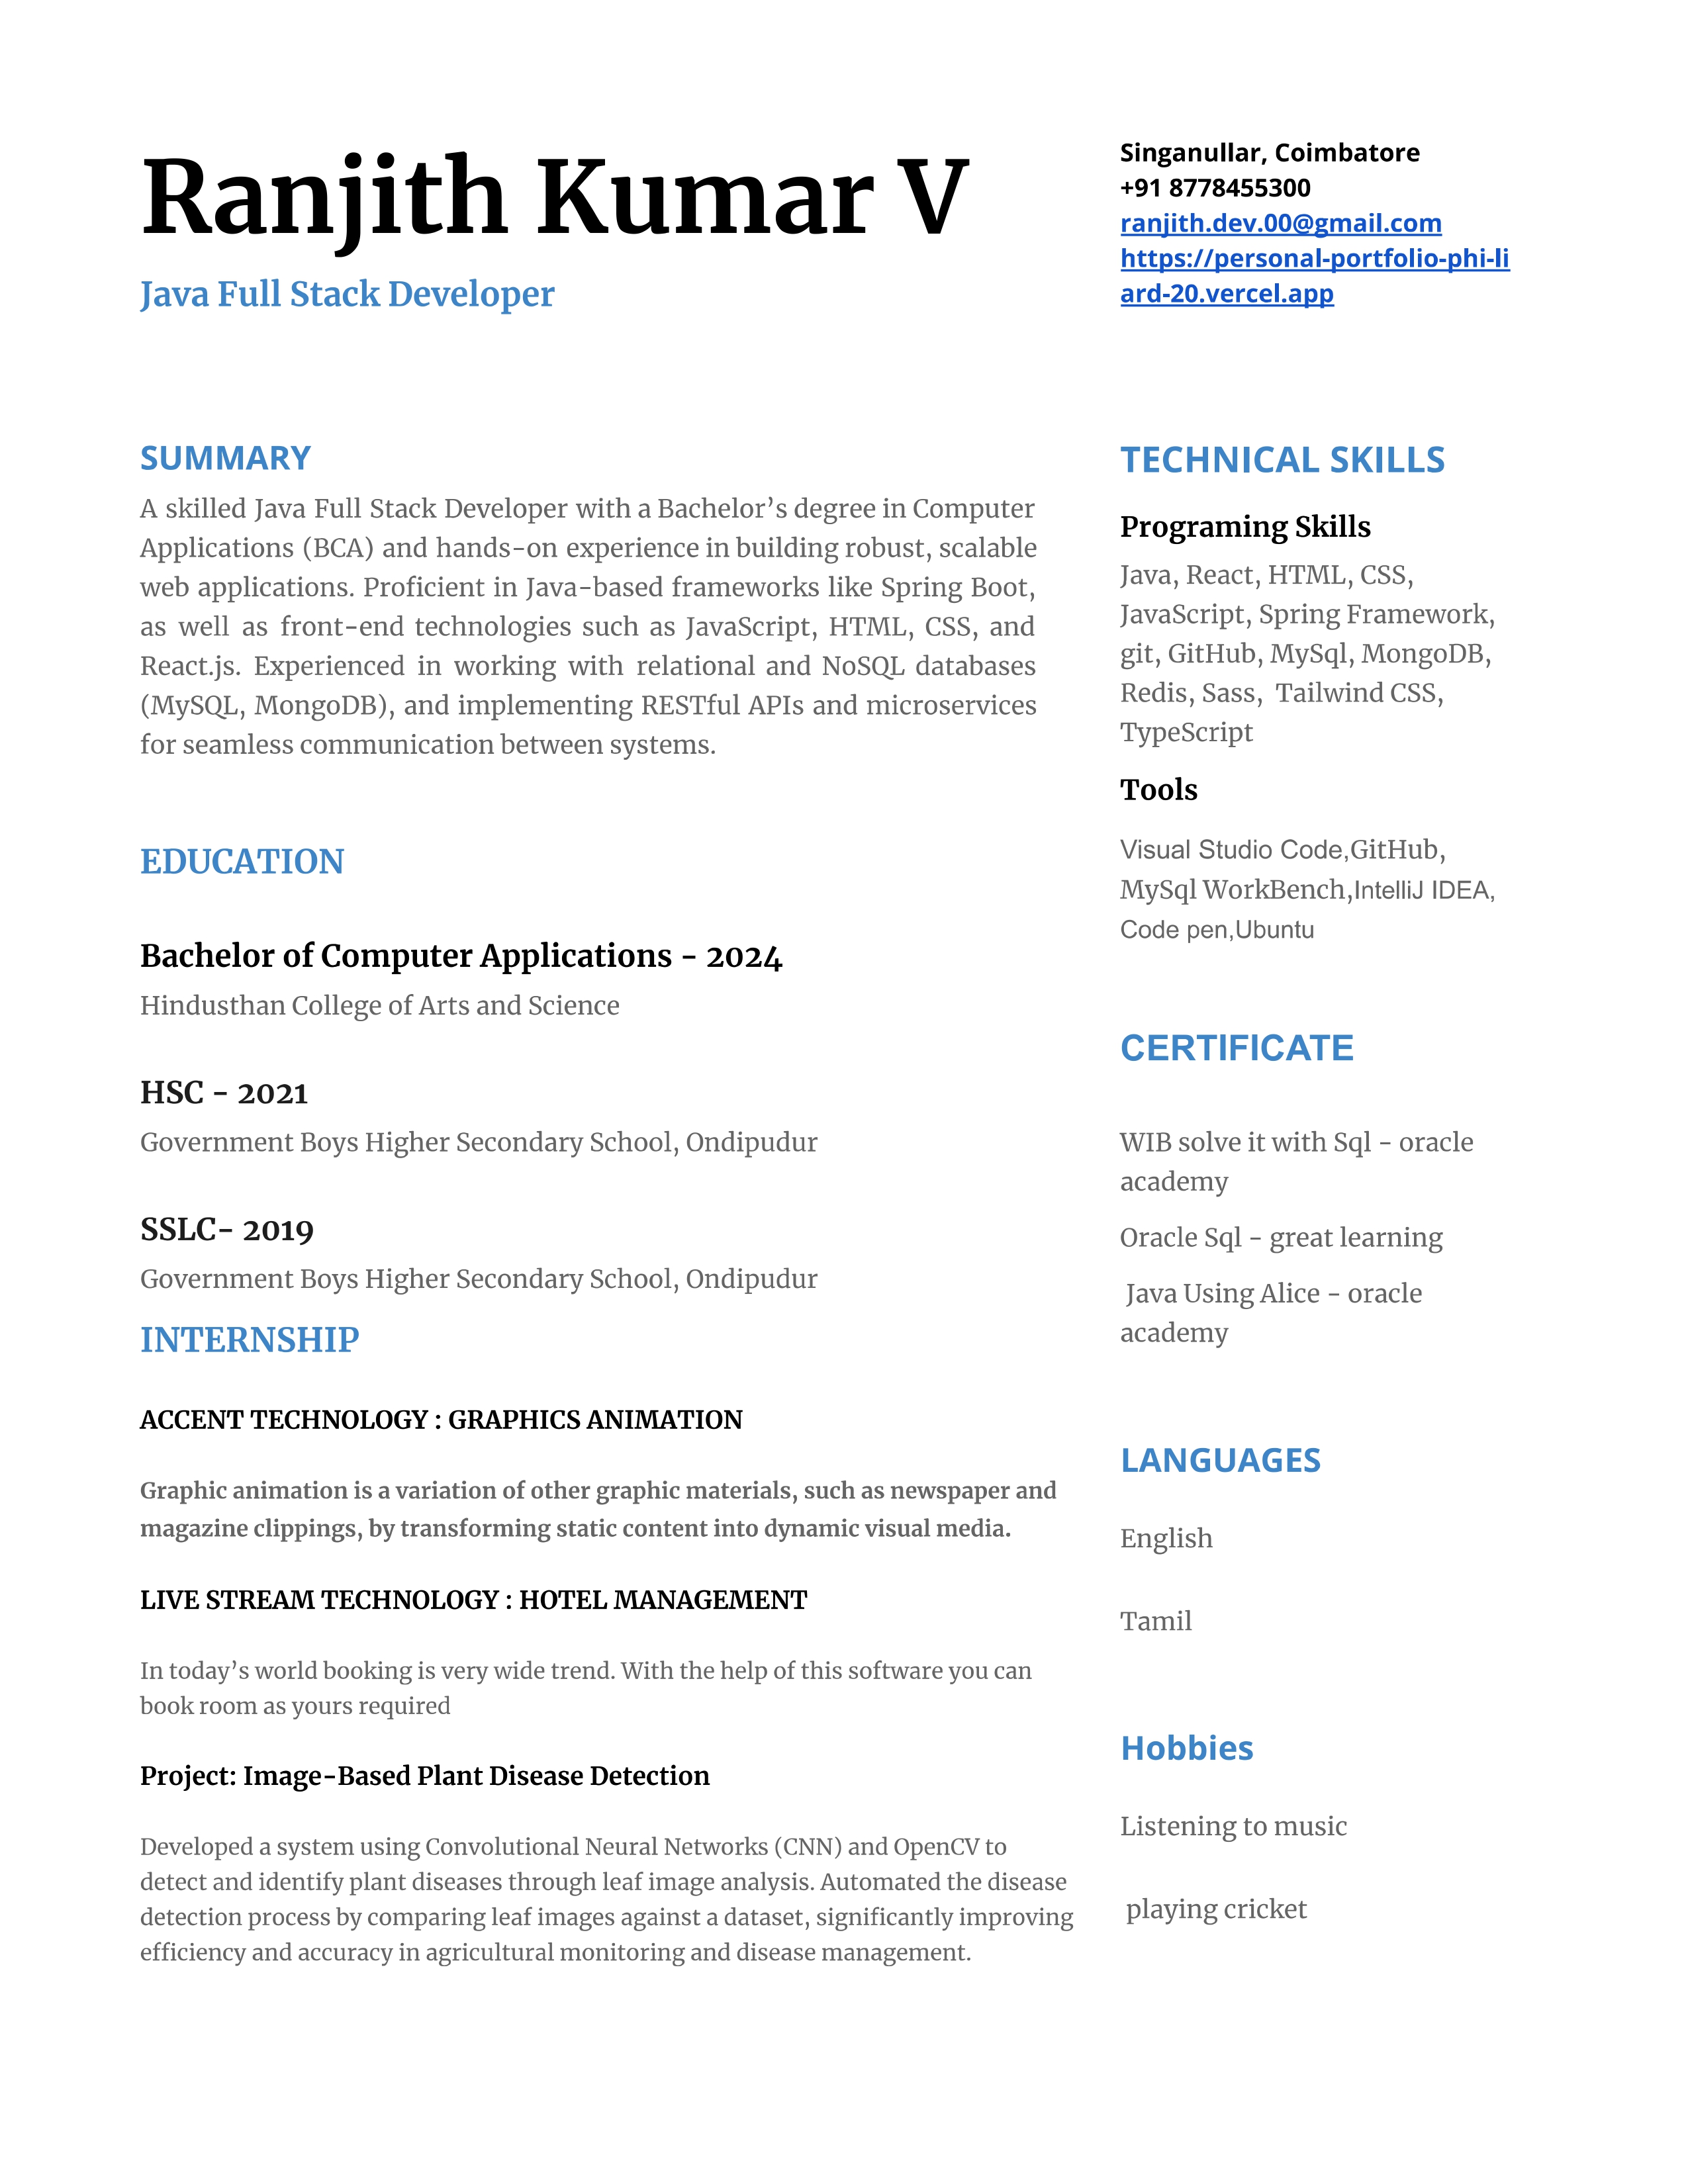 Ranjith Kumar V
Java Full Stack Developer
Singanullar, Coimbatore
+91 8778455300
ranjith.dev.00@gmail.com
https://personal-portfolio-phi-li
ard-20.vercel.app
SUMMARY
A skilled Java Full Stack Developer with a Bachelor’s degree in Computer
Applications (BCA) and hands-on experience in building robust, scalable
web applications. Proficient in Java-based frameworks like Spring Boot,
as well as front-end technologies such as JavaScript, HTML, CSS, and
React.js. Experienced in working with relational and NoSQL databases
(MySQL, MongoDB), and implementing RESTful APIs and microservices
for seamless communication between systems.
EDUCATION
Bachelor of Computer Applications - 2024
Hindusthan College of Arts and Science
HSC - 2021
Government Boys Higher Secondary School, Ondipudur
SSLC- 2019
Government Boys Higher Secondary School, Ondipudur
INTERNSHIP
ACCENT TECHNOLOGY : GRAPHICS ANIMATION
Graphic animation is a variation of other graphic materials, such as newspaper and
magazine clippings, by transforming static content into dynamic visual media.
LIVE STREAM TECHNOLOGY : HOTEL MANAGEMENT
In today’s world booking is very wide trend. With the help of this software you can
book room as yours required
Project: Image-Based Plant Disease Detection
Developed a system using Convolutional Neural Networks (CNN) and OpenCV to
detect and identify plant diseases through leaf image analysis. Automated the disease
detection process by comparing leaf images against a dataset, significantly improving
efficiency and accuracy in agricultural monitoring and disease management.
TECHNICAL SKILLS
Programing Skills
Java, React, HTML, CSS,
JavaScript, Spring Framework,
git, GitHub, MySql, MongoDB,
Redis, Sass, Tailwind CSS,
TypeScript
Tools
Visual Studio Code,GitHub,
MySql WorkBench,IntelliJ IDEA,
Code pen,Ubuntu
CERTIFICATE
WIB solve it with Sql - oracle
academy
Oracle Sql - great learning
Java Using Alice - oracle
academy
LANGUAGES
English
Tamil
Hobbies
Listening to music
playing cricket